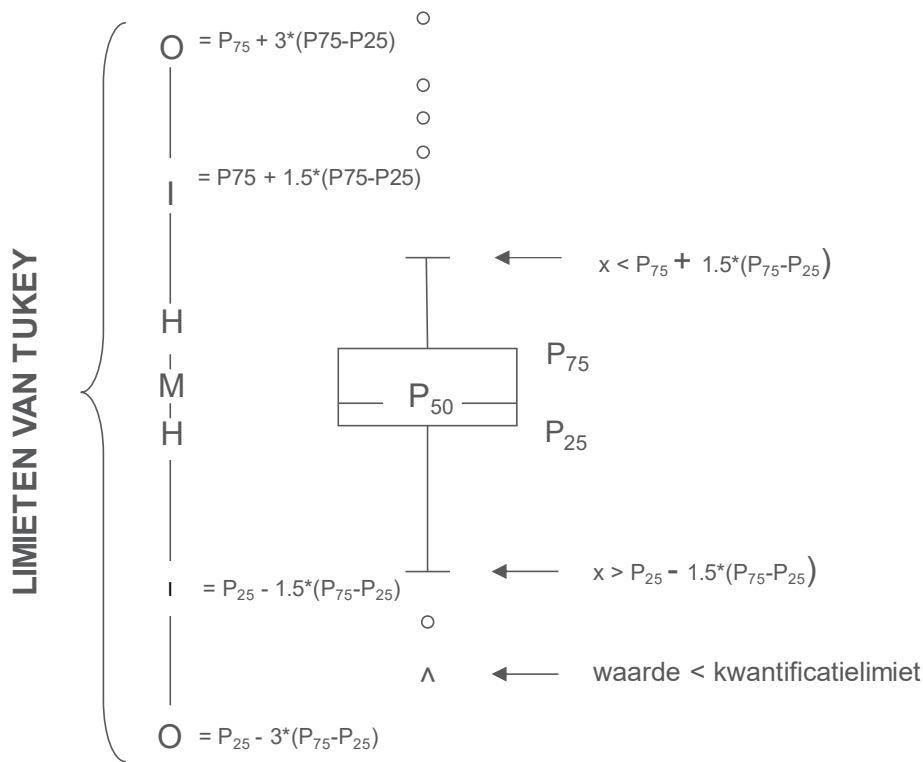 LIMIETEN VAN TUKEY
O = P75 + 3*(P75-P25)
I = P75 + 1.5*(P75-P25)
x < P75 + 1.5*(P75-P25)
H
P75
M
P50
H
P25
x > P25 - 1.5*(P75-P25)
I = P25 - 1.5*(P75-P25)
^ waarde < kwantificatielimiet
O = P25 - 3*(P75-P25)